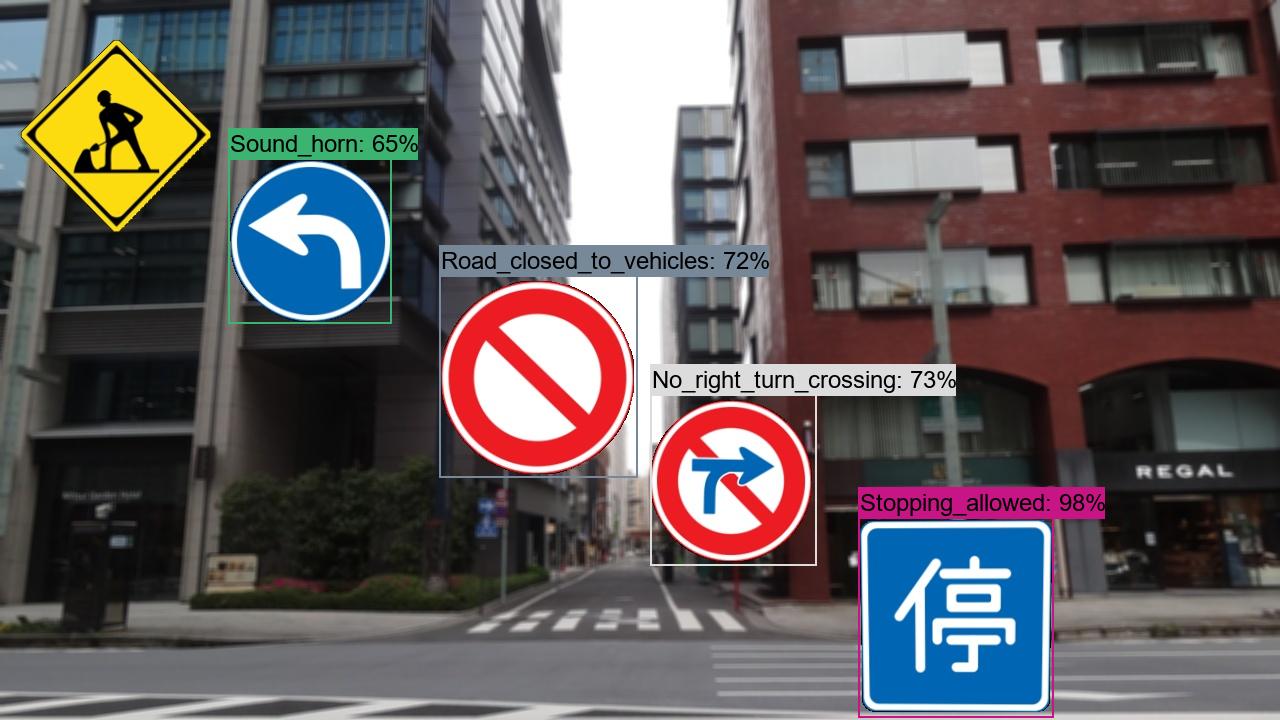 Sound_horn: 65%
Road_closed_to_vehicles: 72%
No_right_turn_crossing: 73%
REGAL
Stopping_allowed: 98%
停